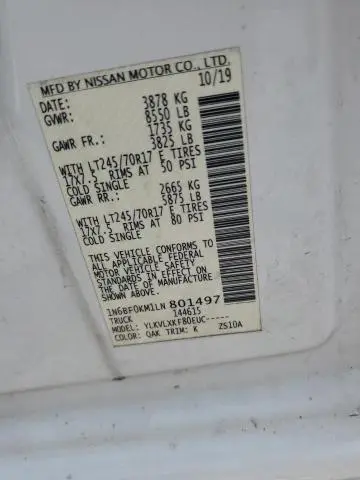 MFD BY NISSAN MOTOR CO., LTD.
DATE: 10/19
GVWR: 3878 KG
8550 LB
GAWR FR.: 1735 KG
3825 LB
WITH LT245/70R17 E TIRES
17X7.5 RIMS AT 50 PSI
COLD SINGLE
GAWR RR.: 2665 KG
5875 LB
WITH LT245/70R17 E TIRES
17X7.5 RIMS AT 80 PSI
COLD SINGLE
THIS VEHICLE CONFORMS TO
ALL APPLICABLE FEDERAL
MOTOR VEHICLE SAFETY
STANDARDS IN EFFECT ON THE
DATE OF MANUFACTURE
SHOWN ABOVE.
1N6BF0KM1LN801497
TRUCK 144615
MODEL: YLKVLXKF80EUC-----
COLOR: QAK TRIM: K ZS10A